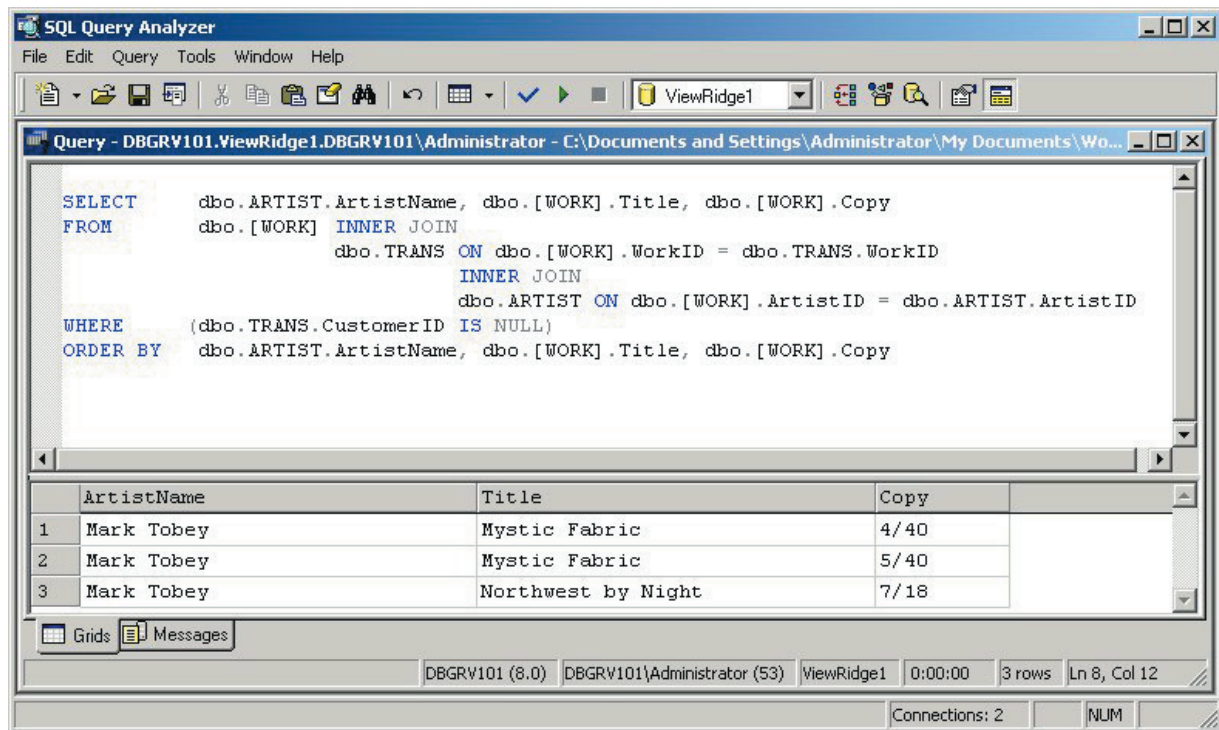 SQL Query Analyzer
File Edit Query Tools Window Help
ViewRidge1
Query - DBGRV101.ViewRidge1.DBGRV101\Administrator - C:\Documents and Settings\Administrator\My Documents\Wo...
SELECT dbo.ARTIST.ArtistName, dbo.[WORK].Title, dbo.[WORK].Copy
FROM dbo.[WORK] INNER JOIN
dbo.TRANS ON dbo.[WORK].WorkID = dbo.TRANS.WorkID
INNER JOIN
dbo.ARTIST ON dbo.[WORK].ArtistID = dbo.ARTIST.ArtistID
WHERE (dbo.TRANS.CustomerID IS NULL)
ORDER BY dbo.ARTIST.ArtistName, dbo.[WORK].Title, dbo.[WORK].Copy
ArtistName Title Copy
1 Mark Tobey Mystic Fabric 4/40
2 Mark Tobey Mystic Fabric 5/40
3 Mark Tobey Northwest by Night 7/18
Grids Messages
DBGRV101 (8.0) DBGRV101\Administrator (53) ViewRidge1 0:00:00 3 rows Ln 8, Col 12
Connections: 2 NUM